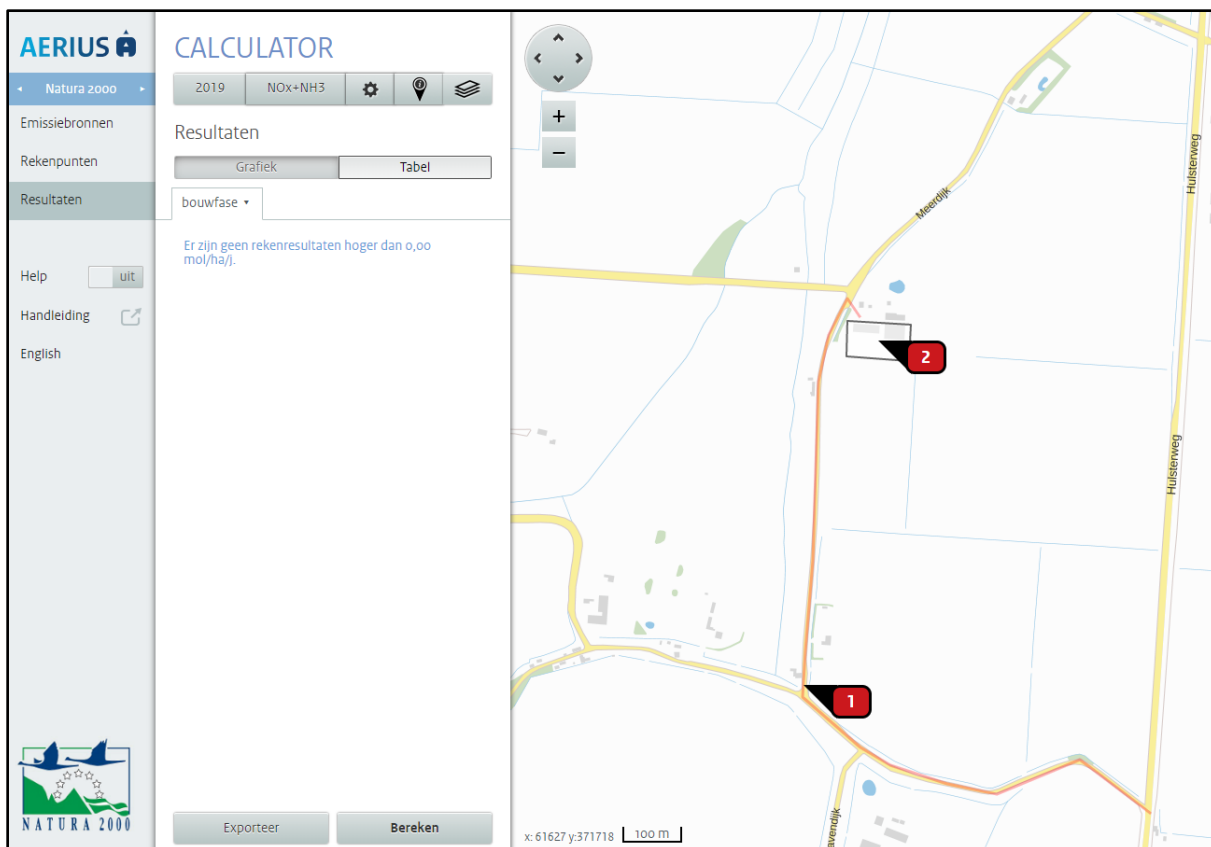 AERIUS
Natura 2000
Emissiebronnen
Rekenpunten
Resultaten
Help
uit
Handleiding
English
NATURA 2000
CALCULATOR
2019
NOx+NH3
Resultaten
Grafiek
Tabel
bouwfase
Er zijn geen rekenresultaten hoger dan 0,00
mol/ha/j.
Exporteer
Bereken
+
−
Meerdijk
Hulsterweg
2
Hulsterweg
1
avendijk
x: 61627 y:371718
100 m